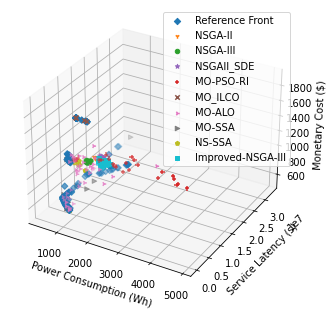 Reference Front
NSGA-II
NSGA-III
NSGAII_SDE
MO-PSO-RI
MO_ILCO
MO-ALO
MO-SSA
NS-SSA
Improved-NSGA-III
1800
1600
1400
1200
1000
800
600
Monetary Cost ($)
1000
2000
3000
4000
5000
Power Consumption (Wh)
0.0
0.5
1.0
1.5
2.0
2.5
3.0
1e7
Service Latency (s)